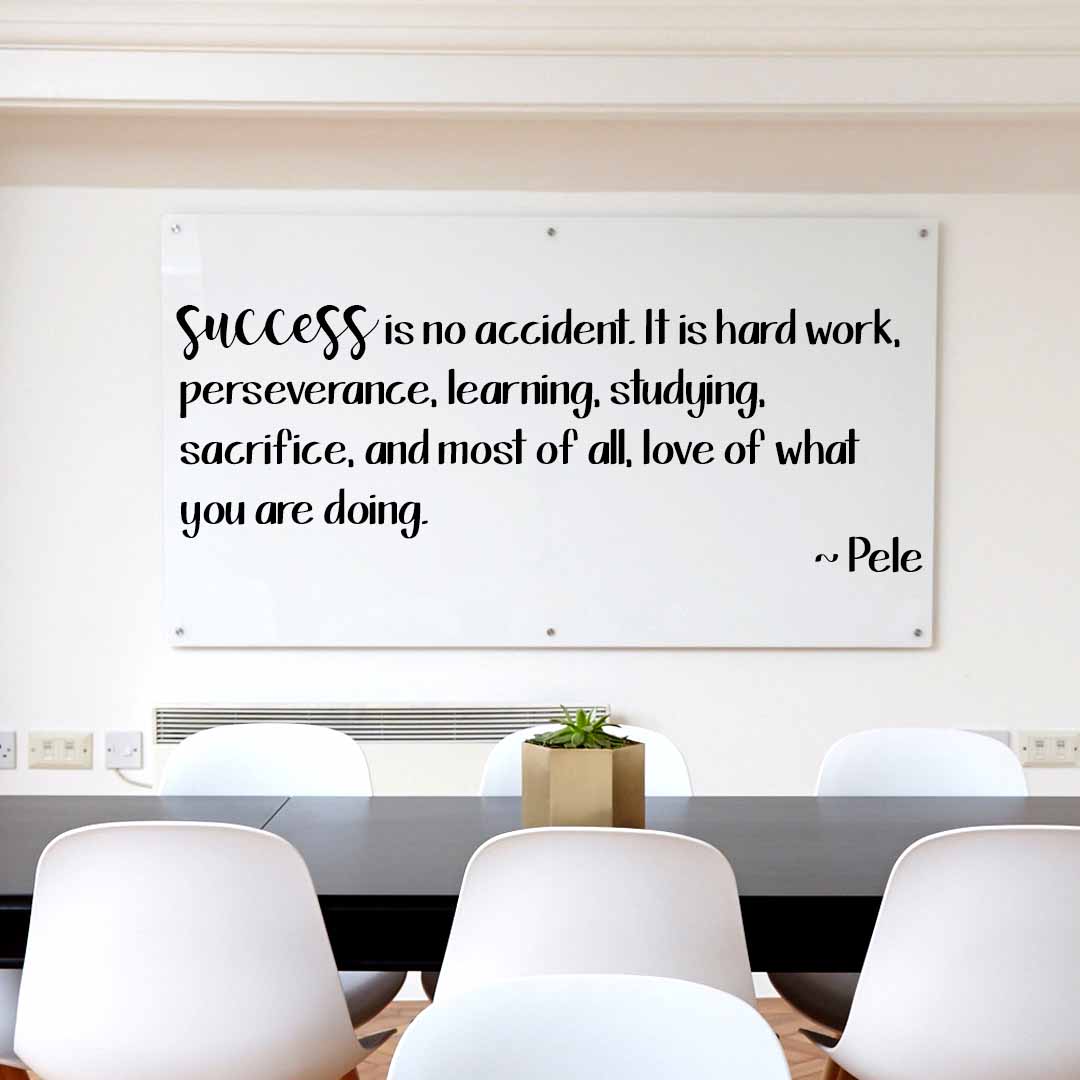 success is no accident. It is hard work,
perseverance, learning, studying,
sacrifice, and most of all, love of what
you are doing.
~ Pele